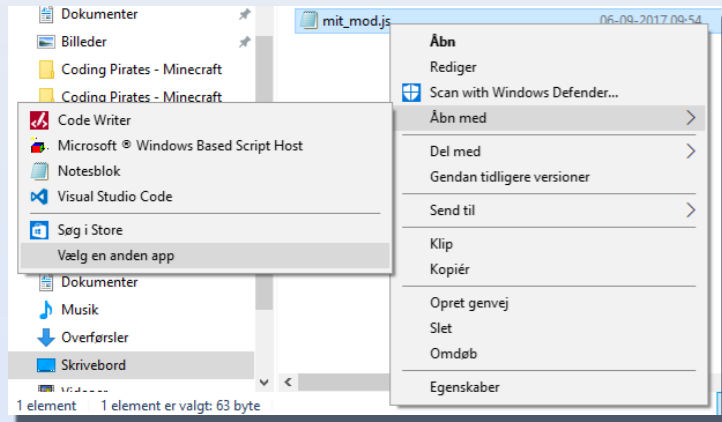 Dokumenter
Billeder
Coding Pirates - Minecraft
Coding Pirates - Minecraft
mit_mod.js 06-09-2017 09:54
Code Writer
Microsoft ® Windows Based Script Host
Notesblok
Visual Studio Code
Søg i Store
Vælg en anden app
Åbn
Rediger
Scan with Windows Defender...
Åbn med
Del med
Gendan tidligere versioner
Send til
Klip
Kopiér
Opret genvej
Slet
Omdøb
Egenskaber
Dokumenter
Musik
Overførsler
Skrivebord
1 element 1 element er valgt: 63 byte